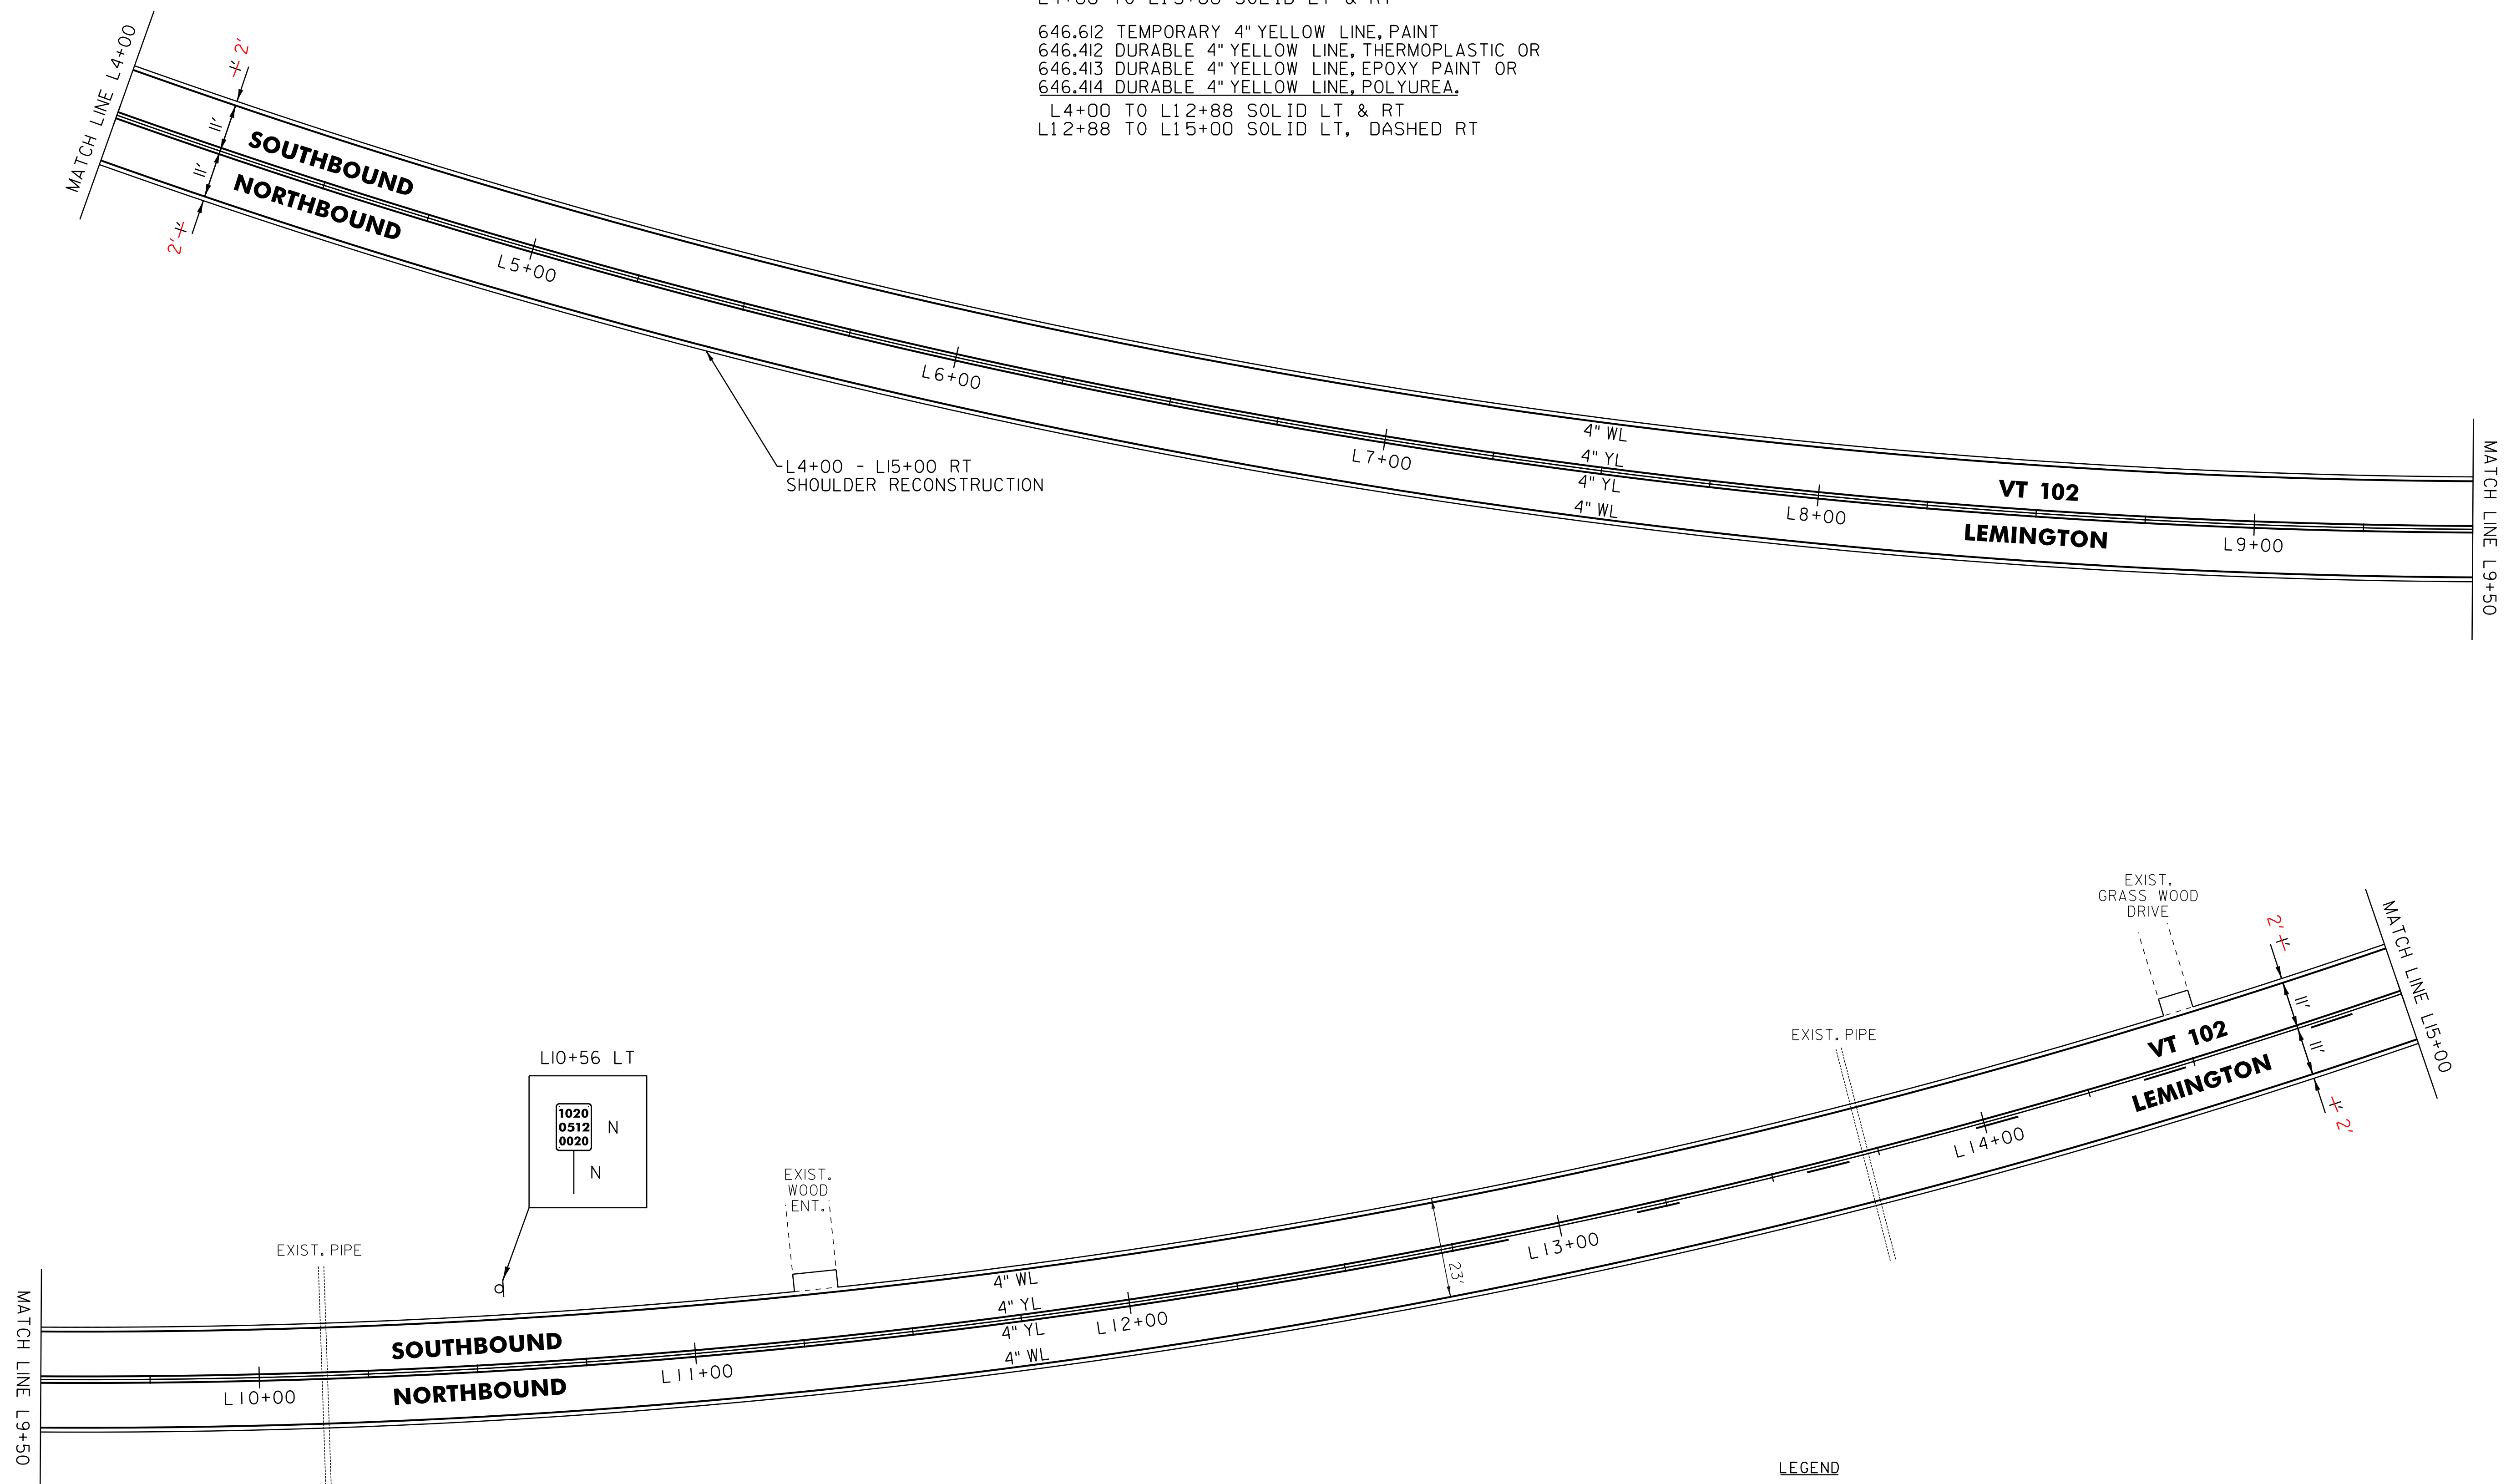 646.612 TEMPORARY 4" YELLOW LINE, PAINT
646.412 DURABLE 4" YELLOW LINE, THERMOPLASTIC OR
646.413 DURABLE 4" YELLOW LINE, EPOXY PAINT OR
646.414 DURABLE 4" YELLOW LINE, POLYUREA.
L4+00 TO L12+88 SOLID LT & RT
L12+88 TO L15+00 SOLID LT, DASHED RT
MATCH LINE L4+00
1' 2'
11'
11'
2' 1'
SOUTHBOUND
NORTHBOUND
L5+00
L6+00
L4+00 - L15+00 RT
SHOULDER RECONSTRUCTION
L7+00
4" WL
4" YL
4" YL
4" WL
L8+00
VT 102
LEMINGTON
L9+00
MATCH LINE L9+50
EXIST.
GRASS WOOD
DRIVE
2' 1'
MATCH LINE L15+00
11'
11'
1' 2'
VT 102
LEMINGTON
EXIST. PIPE
L14+00
L10+56 LT
1020
0512
0020
N
N
EXIST.
WOOD
ENT.
EXIST. PIPE
L13+00
23'
4" WL
4" YL
4" YL
4" WL
L12+00
SOUTHBOUND
NORTHBOUND
L11+00
L10+00
MATCH LINE L9+50
LEGEND